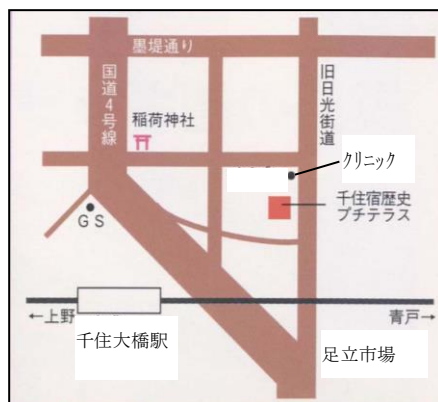 墨堤通り
国道4号線
旧日光街道
稲荷神社
クリニック
千住宿歴史
プチテラス
GS
←上野
青戸→
千住大橋駅
足立市場